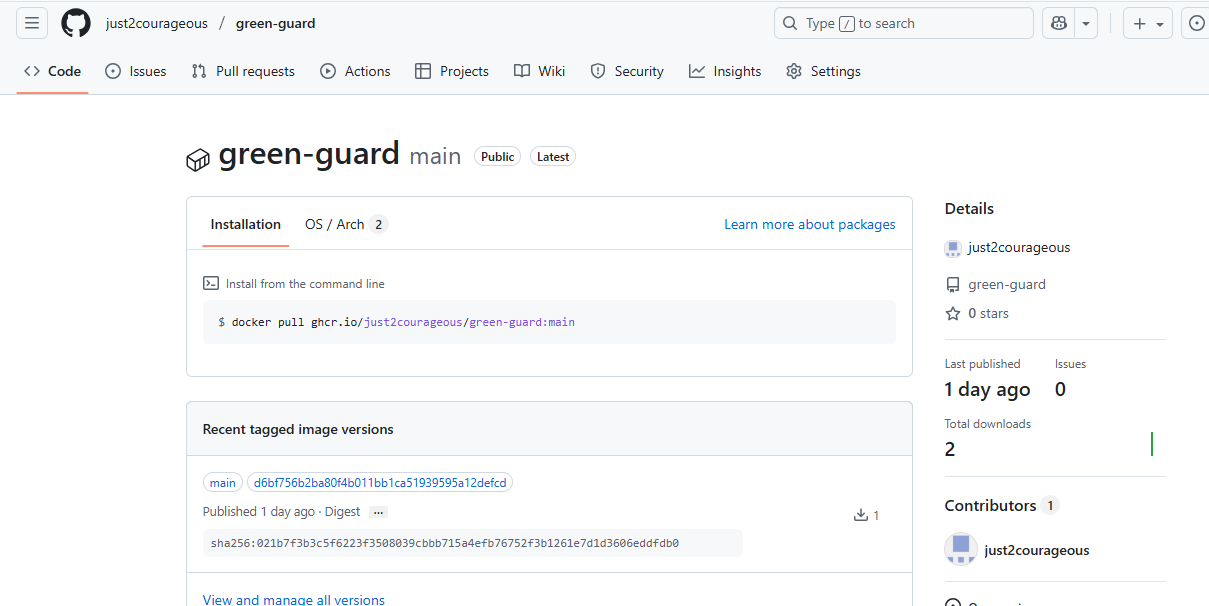 just2courageous / green-guard
Type / to search
Code Issues Pull requests Actions Projects Wiki Security Insights Settings
green-guard main Public Latest
Installation OS / Arch 2 Learn more about packages
Install from the command line
$ docker pull ghcr.io/just2courageous/green-guard:main
Recent tagged image versions
main d6bf756b2ba80f4b011bb1ca51939595a12defcd
Published 1 day ago · Digest ...
1
sha256:021b7f3b3c5f6223f3508039cbbb715a4efb76752f3b1261e7d1d3606eddfdb0
View and manage all versions
Details
just2courageous
green-guard
0 stars
Last published Issues
1 day ago 0
Total downloads
2
Contributors 1
just2courageous